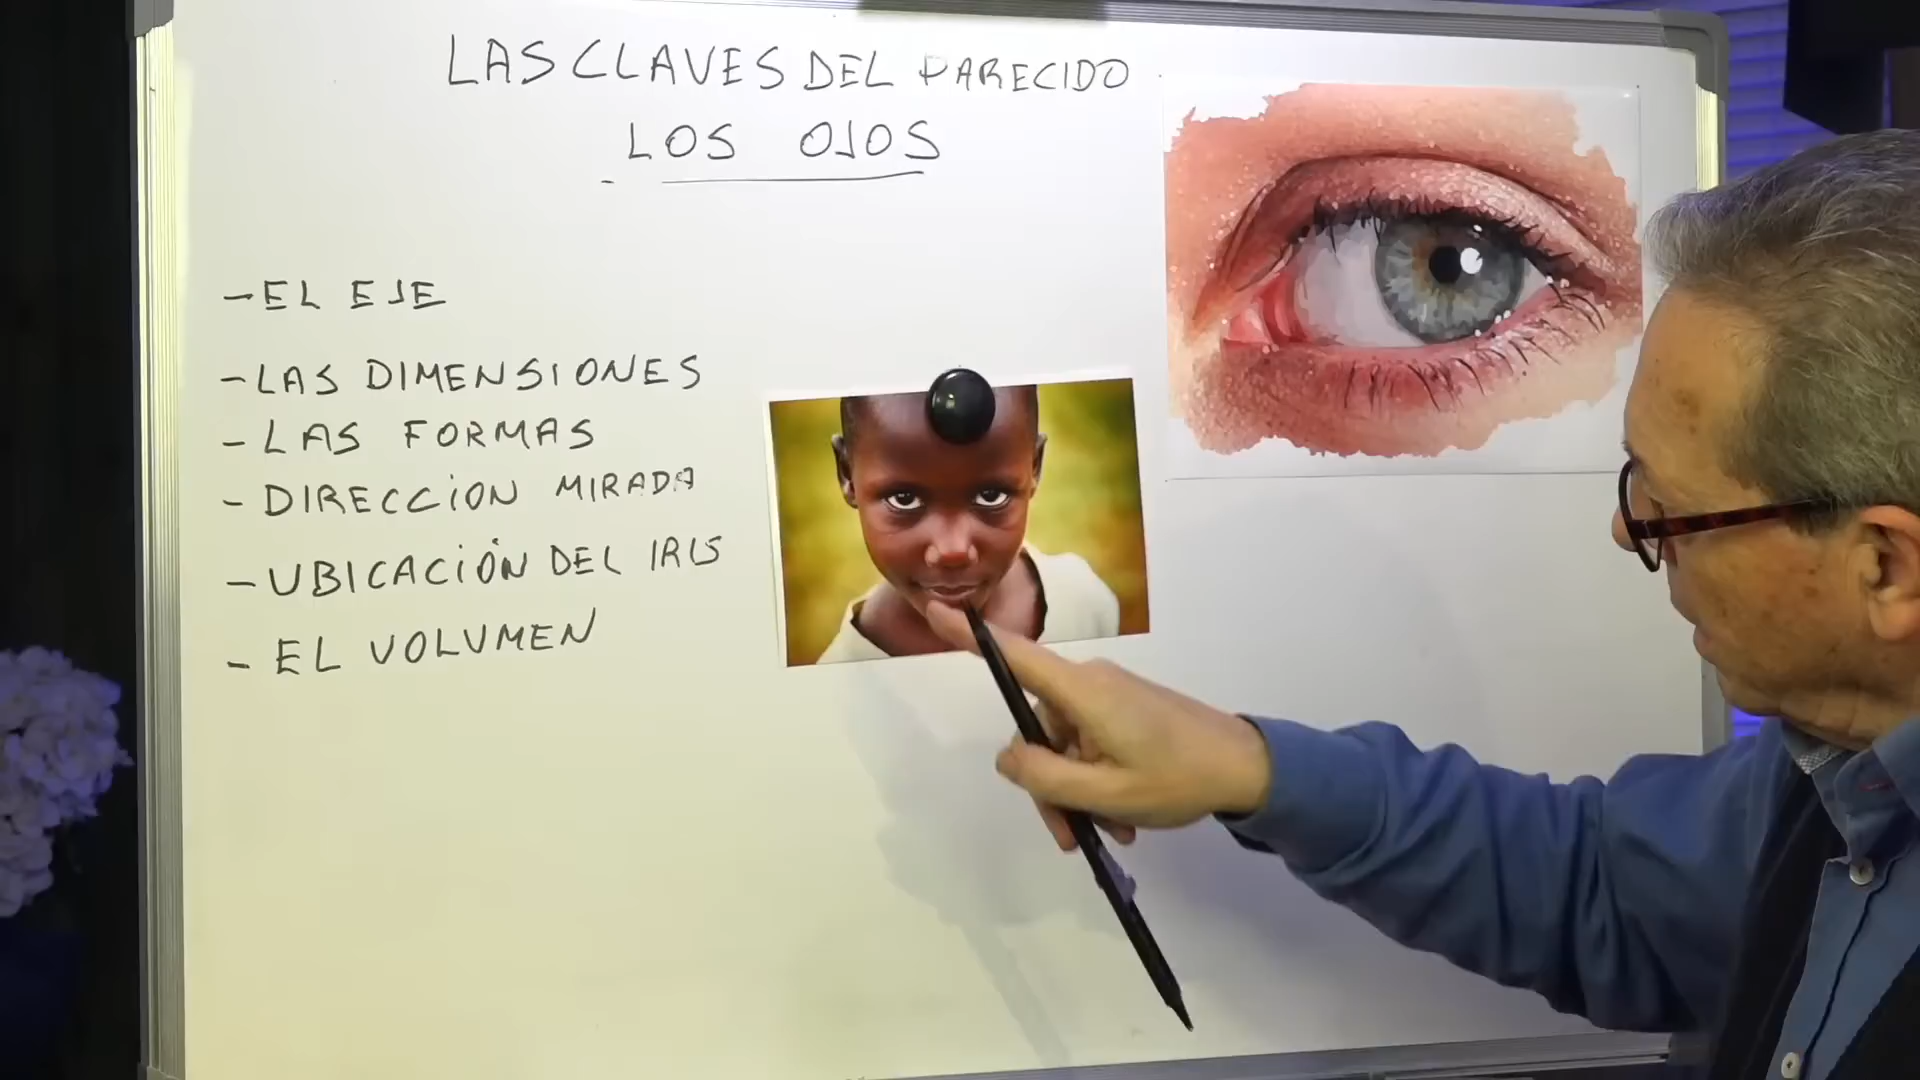 LAS CLAVES DEL PARECIDO
LOS OJOS
- EL EJE
- LAS DIMENSIONES
- LAS FORMAS
- DIRECCION MIRADA
- UBICACIÓN DEL IRIS
- EL VOLUMEN